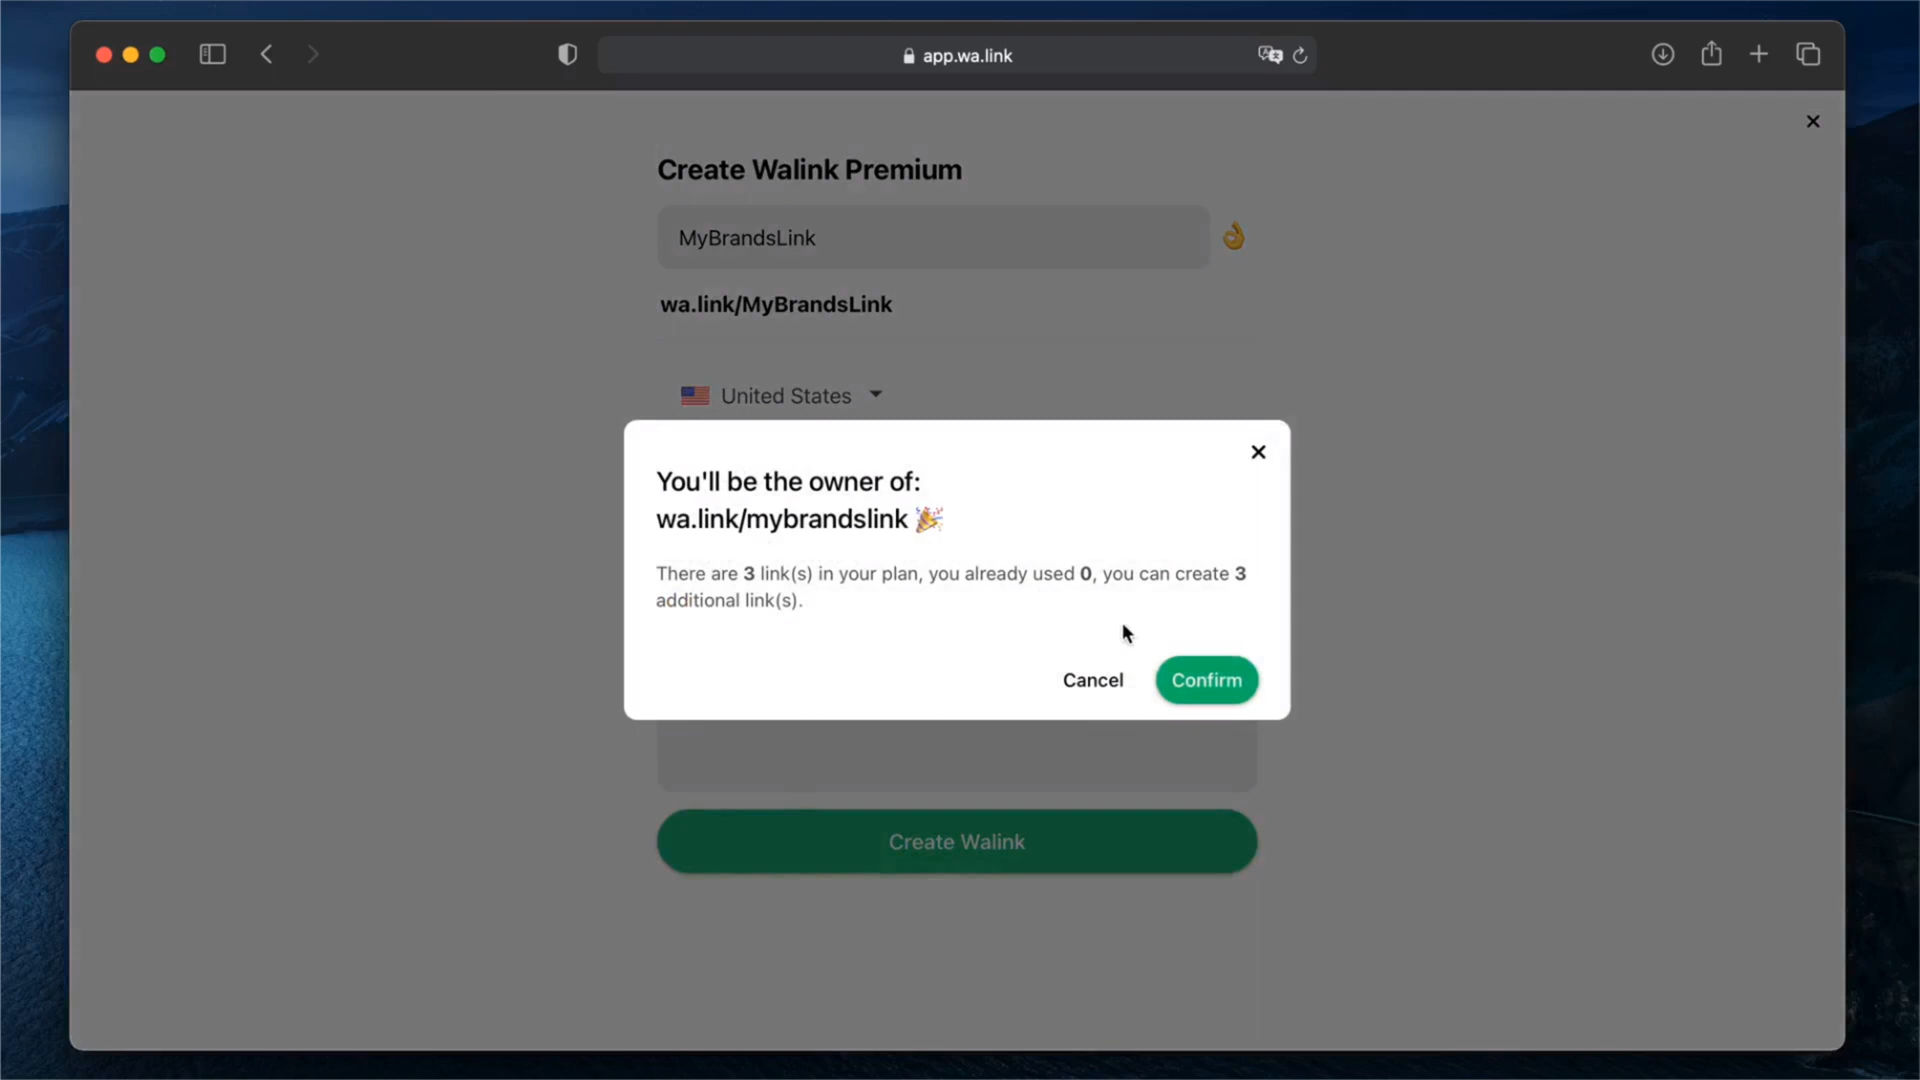 app.wa.link
Create Walink Premium
MyBrandsLink
wa.link/MyBrandsLink
United States
You'll be the owner of:
wa.link/mybrandslink 🎉
There are 3 link(s) in your plan, you already used 0, you can create 3
additional link(s).
Cancel
Confirm
Create Walink